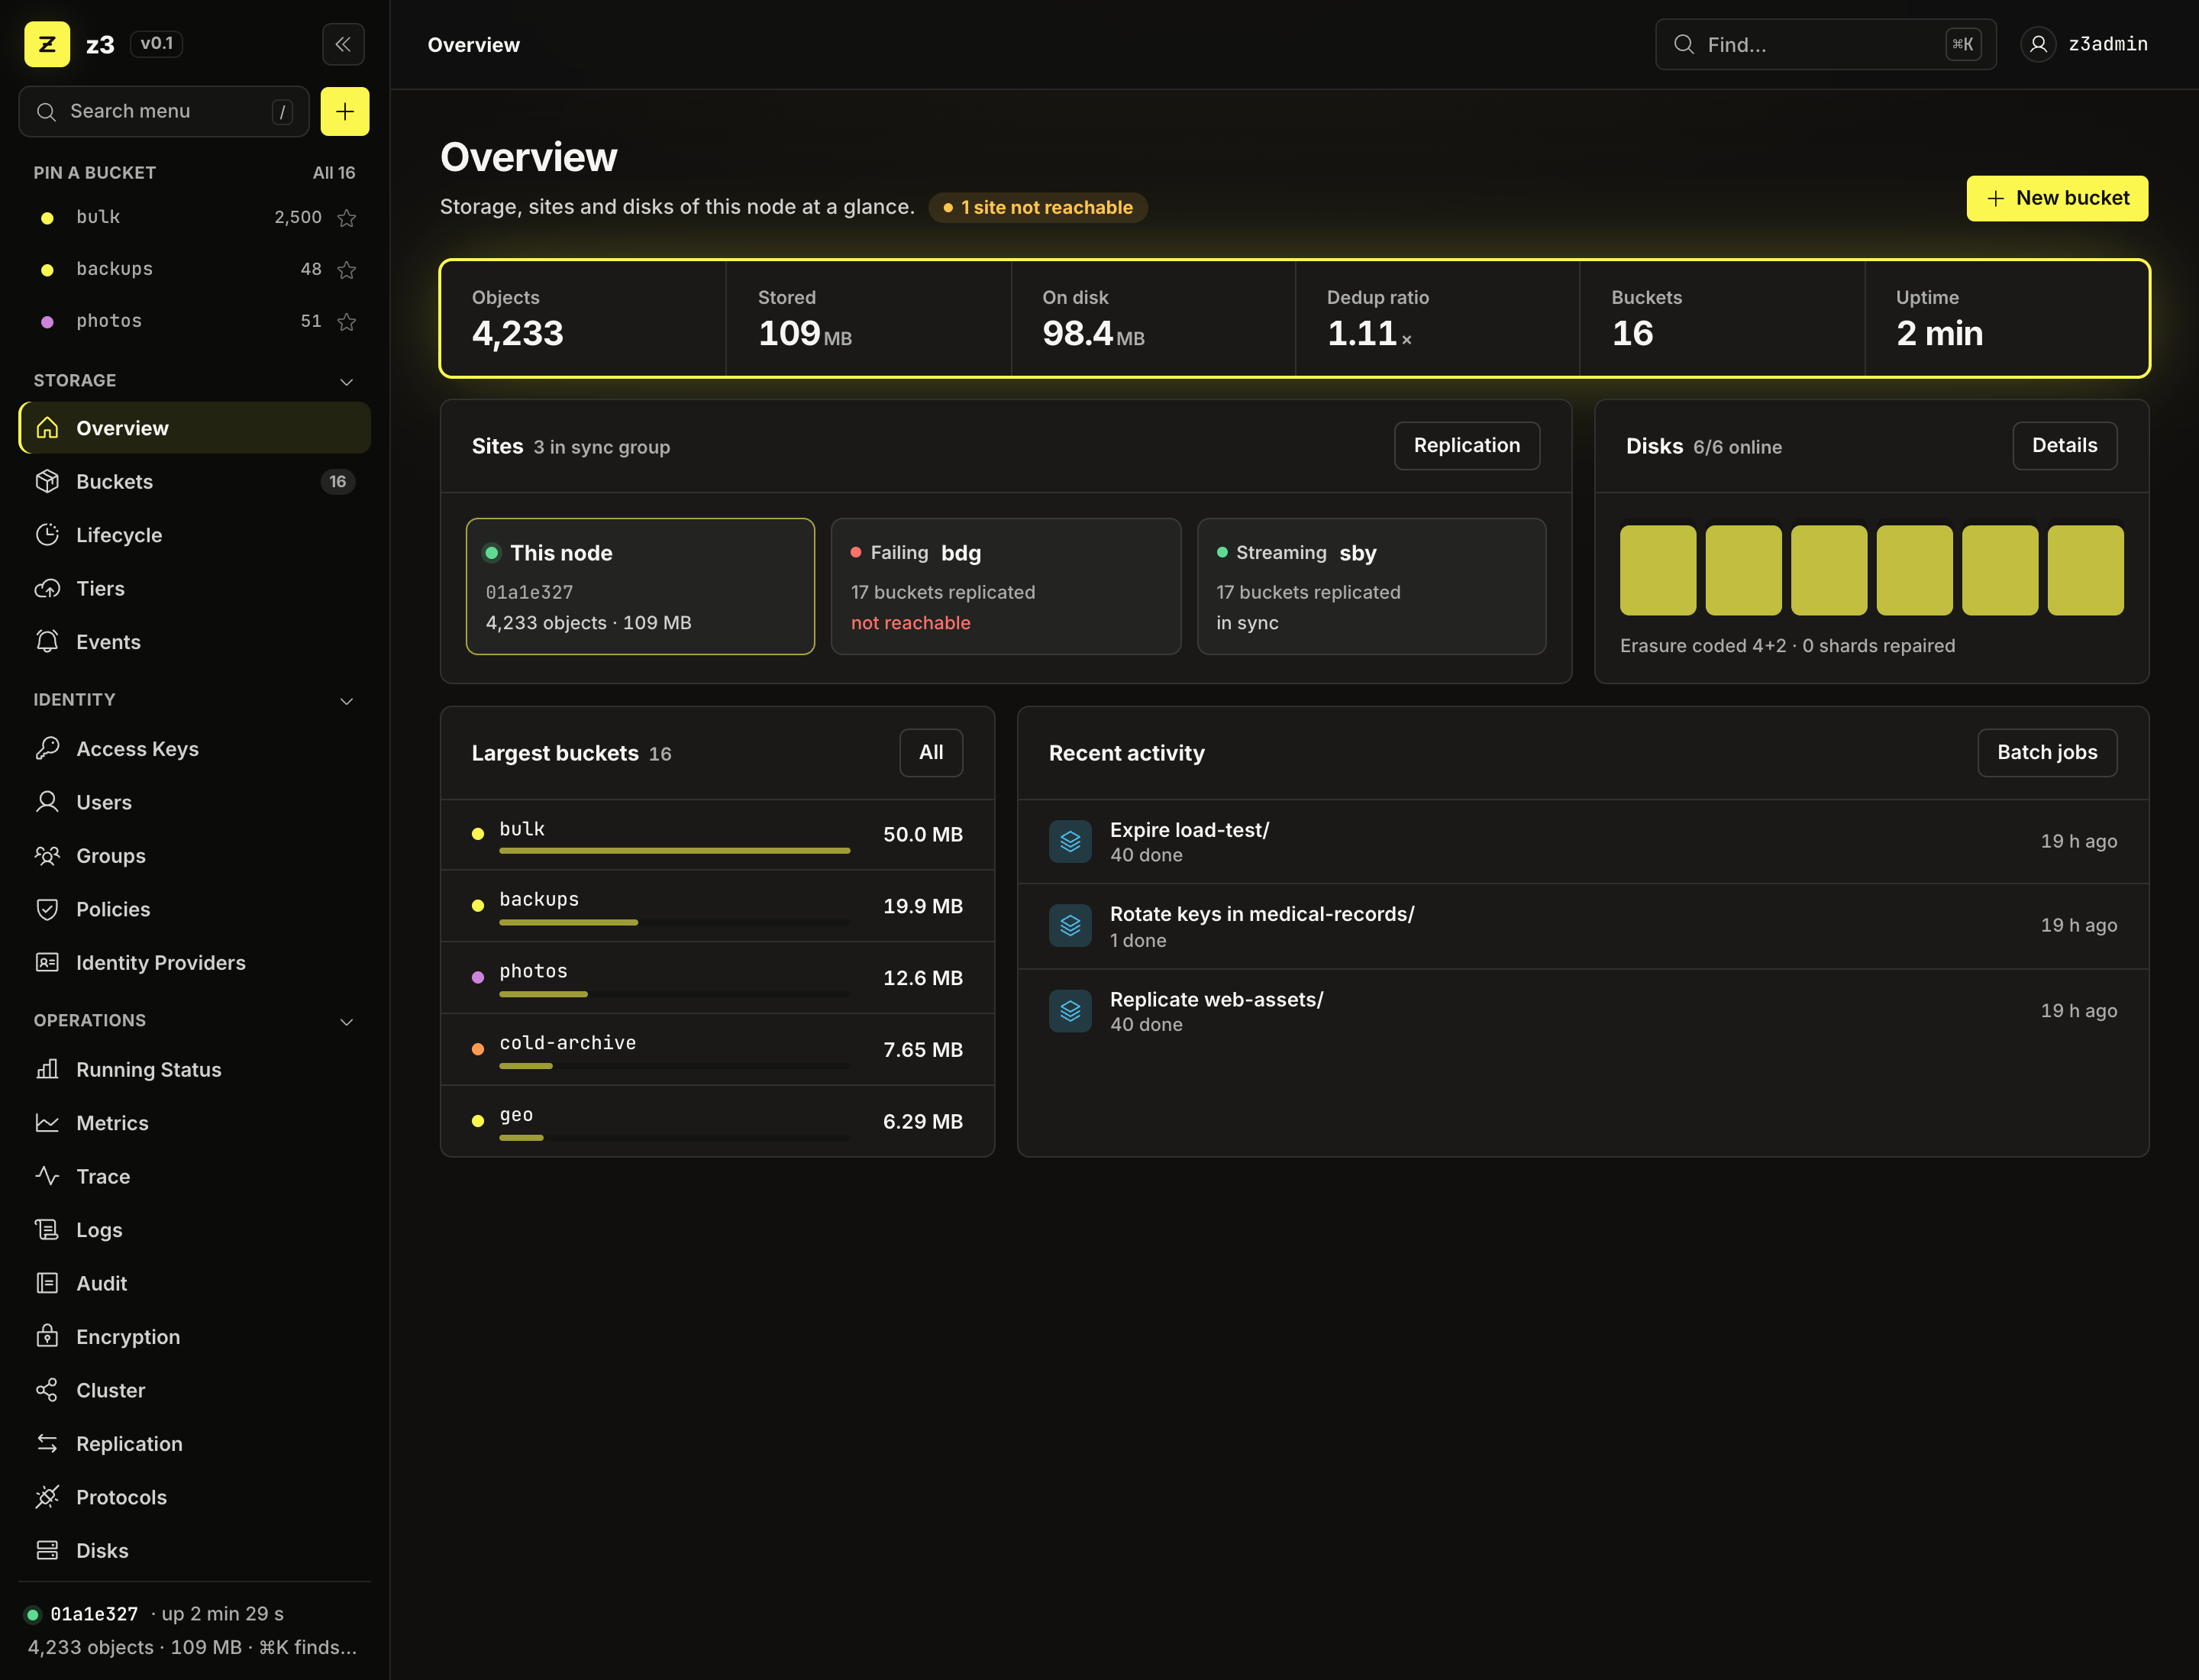 z3 v0.1
Search menu /
PIN A BUCKET All 16
bulk 2,500
backups 48
photos 51
STORAGE
Overview
Buckets 16
Lifecycle
Tiers
Events
IDENTITY
Access Keys
Users
Groups
Policies
Identity Providers
OPERATIONS
Running Status
Metrics
Trace
Logs
Audit
Encryption
Cluster
Replication
Protocols
Disks
01a1e327 · up 2 min 29 s
4,233 objects · 109 MB · ⌘K finds...
Overview
Find... ⌘K
z3admin
Overview
Storage, sites and disks of this node at a glance. 1 site not reachable
New bucket
Objects
4,233
Stored
109 MB
On disk
98.4 MB
Dedup ratio
1.11 ×
Buckets
16
Uptime
2 min
Sites 3 in sync group
Replication
This node
01a1e327
4,233 objects · 109 MB
Failing bdg
17 buckets replicated
not reachable
Streaming sby
17 buckets replicated
in sync
Disks 6/6 online
Details
Erasure coded 4+2 · 0 shards repaired
Largest buckets 16
All
bulk 50.0 MB
backups 19.9 MB
photos 12.6 MB
cold-archive 7.65 MB
geo 6.29 MB
Recent activity
Batch jobs
Expire load-test/
40 done
19 h ago
Rotate keys in medical-records/
1 done
19 h ago
Replicate web-assets/
40 done
19 h ago